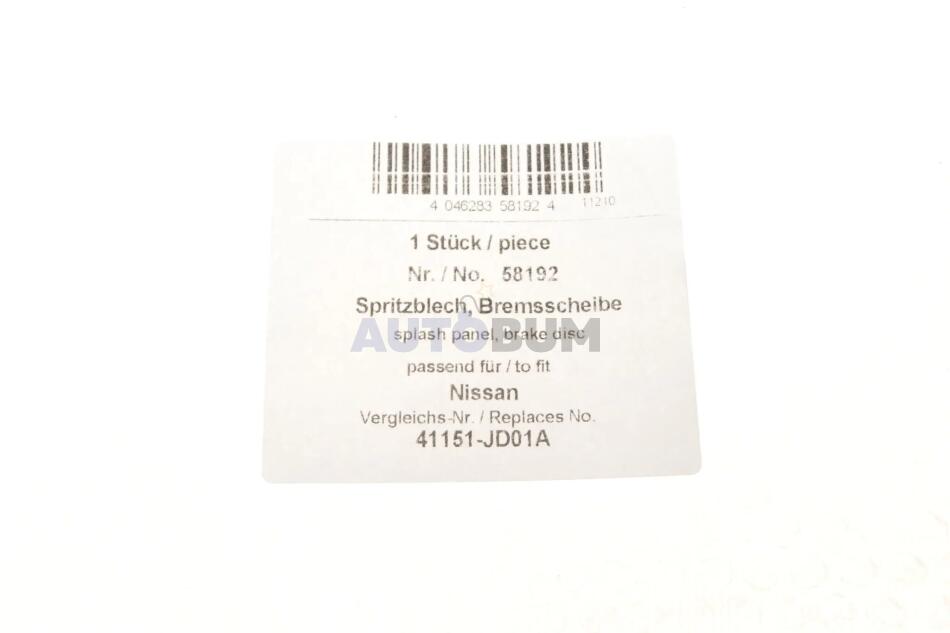 4 046283 58192 4 11210
1 Stück / piece
Nr. / No. 58192
Spritzblech, Bremsscheibe
AUTOBUM
splash panel, brake disc
passend für / to fit
Nissan
Vergleichs-Nr. / Replaces No.
41151-JD01A